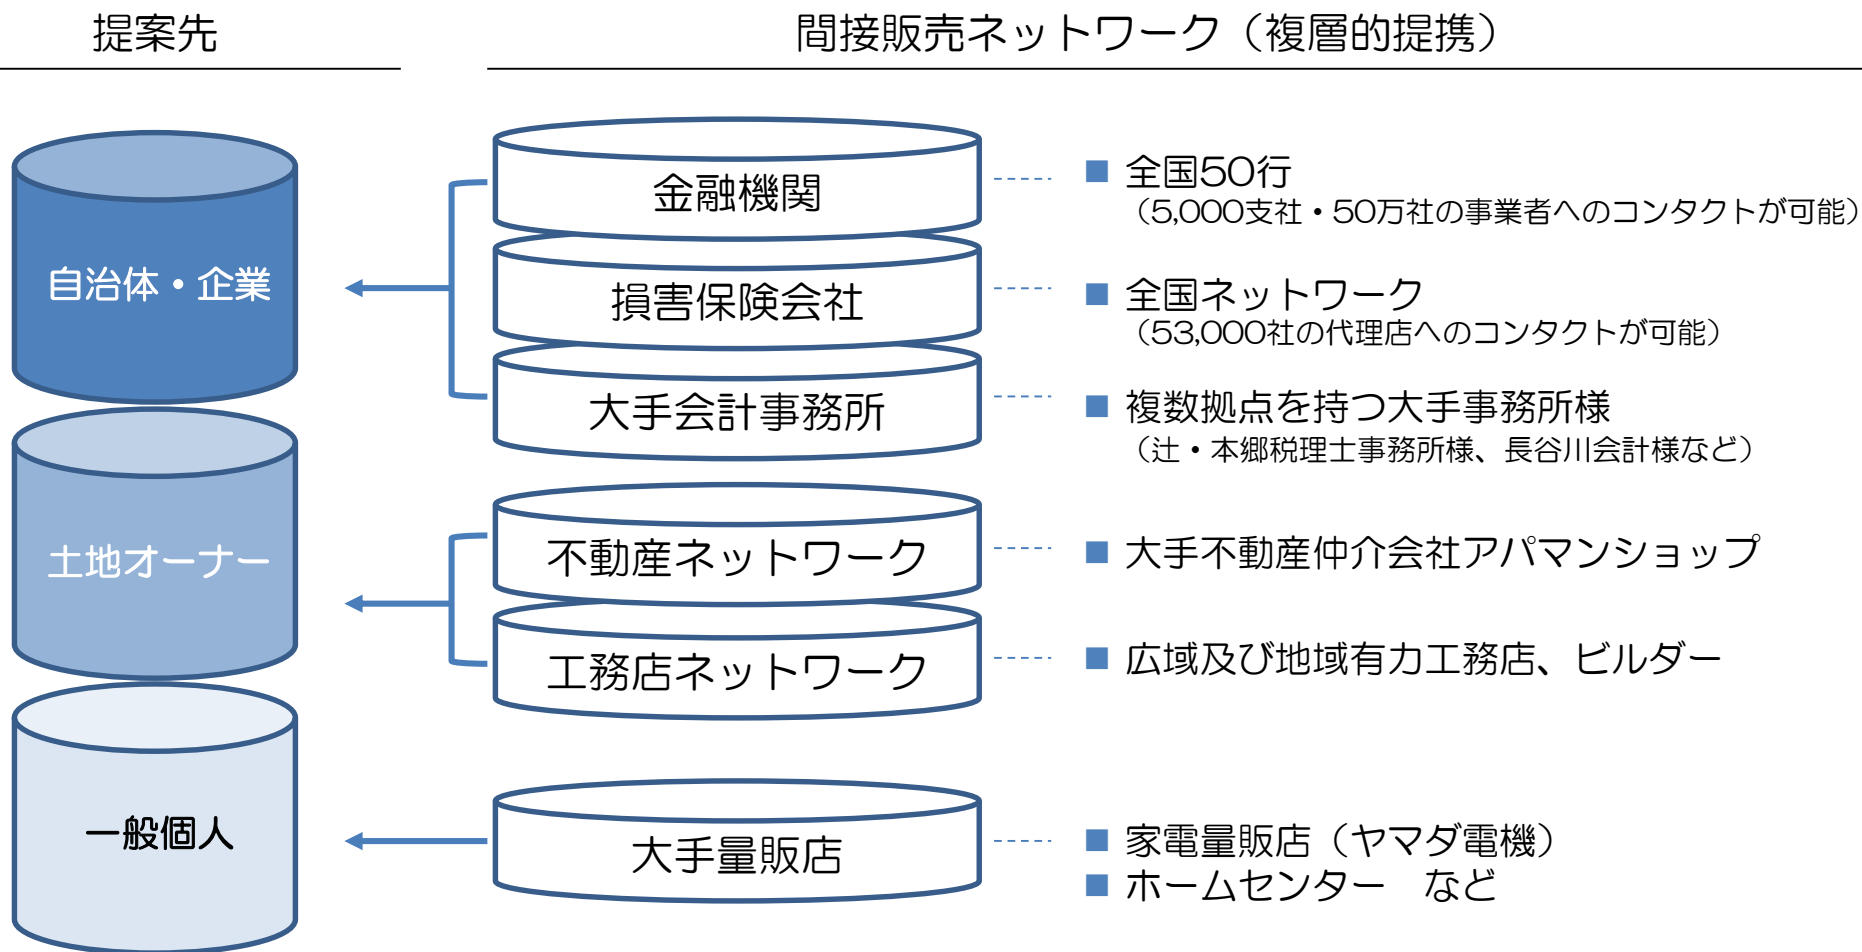 提案先
間接販売ネットワーク（複層的提携）
自治体・企業
土地オーナー
一般個人
金融機関
損害保険会社
大手会計事務所
不動産ネットワーク
工務店ネットワーク
大手量販店
■ 全国50行
（5,000支社・50万社の事業者へのコンタクトが可能）
■ 全国ネットワーク
（53,000社の代理店へのコンタクトが可能）
■ 複数拠点を持つ大手事務所様
（辻・本郷税理士事務所様、長谷川会計様など）
■ 大手不動産仲介会社アパマンショップ
■ 広域及び地域有力工務店、ビルダー
■ 家電量販店（ヤマダ電機）
■ ホームセンター　など